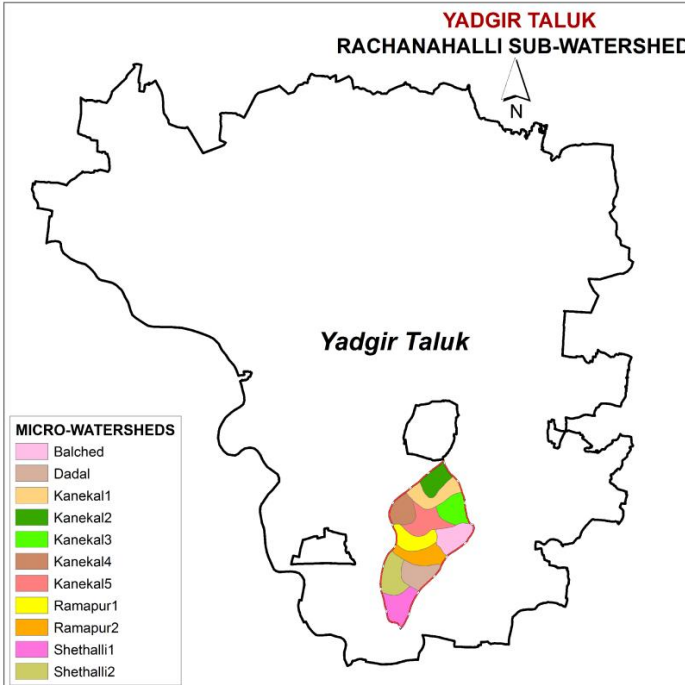 YADGIR TALUK
RACHANAHALLI SUB-WATERSHED
N
Yadgir Taluk
MICRO-WATERSHEDS
Balched
Dadal
Kanekal1
Kanekal2
Kanekal3
Kanekal4
Kanekal5
Ramapur1
Ramapur2
Shethalli1
Shethalli2